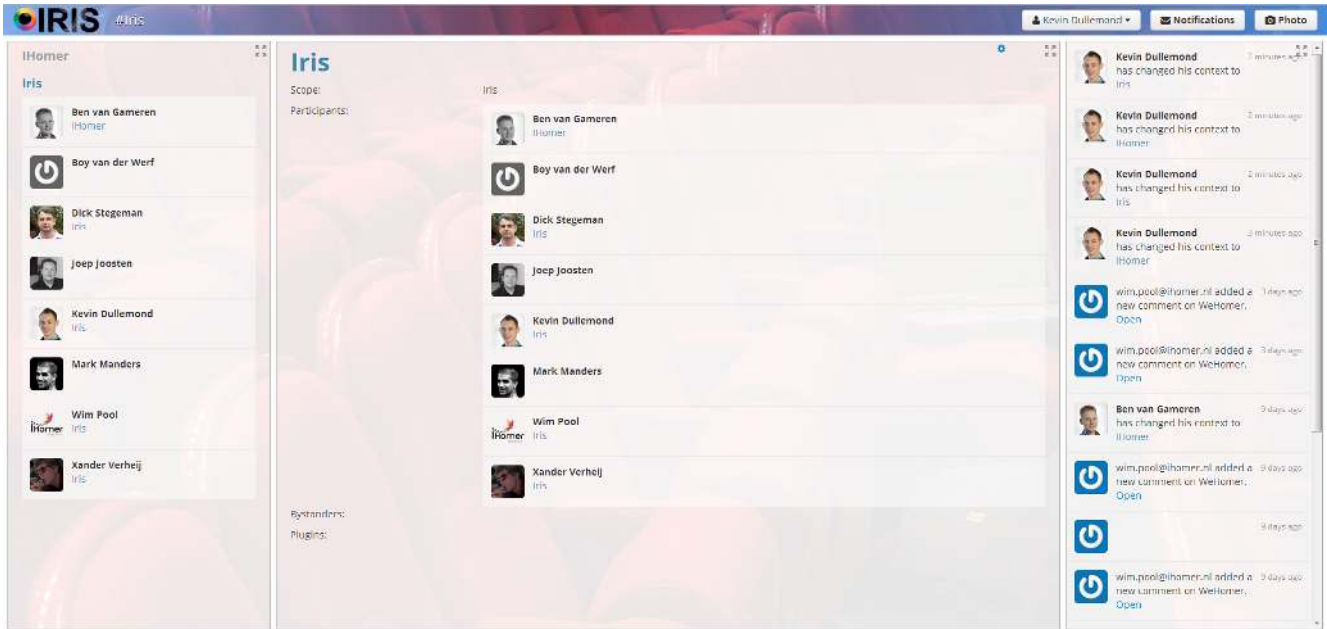 IRIS #Iris
Kevin Dullemond
Notifications
Photo
IHomer
Iris
Ben van Gameren
IHomer
Boy van der Werf
Dick Stegeman
Iris
Joep Joosten
Kevin Dullemond
Iris
Mark Manders
iHomer
Wim Pool
Iris
Xander Verheij
Iris
Iris
Scope:
Iris
Participants:
Ben van Gameren
IHomer
Boy van der Werf
Dick Stegeman
Iris
Joep Joosten
Kevin Dullemond
Iris
Mark Manders
iHomer
Wim Pool
Iris
Xander Verheij
Iris
Bystanders:
Plugins:
Kevin Dullemond
minutes ago
has changed his context to
Iris
Kevin Dullemond
2 minutes ago
has changed his context to
IHomer
Kevin Dullemond
2 minutes ago
has changed his context to
Iris
Kevin Dullemond
3 minutes ago
has changed his context to
IHomer
wim.pool@ihomer.nl added a
3 days ago
new comment on WeHomer.
Open
wim.pool@ihomer.nl added a
3 days ago
new comment on WeHomer.
Open
Ben van Gameren
9 days ago
has changed his context to
IHomer
wim.pool@ihomer.nl added a
9 days ago
new comment on WeHomer.
Open
9 days ago
wim.pool@ihomer.nl added a
9 days ago
new comment on WeHomer.
Open